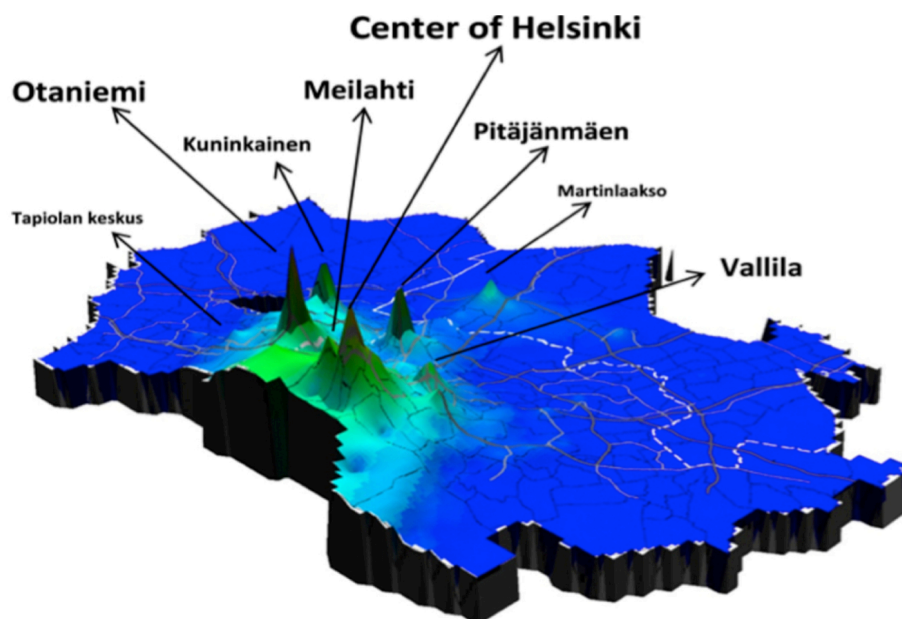 Center of Helsinki
Otaniemi
Meilahti
Kuninkainen
Pitäjänmäen
Tapiolan keskus
Martinlaakso
Vallila